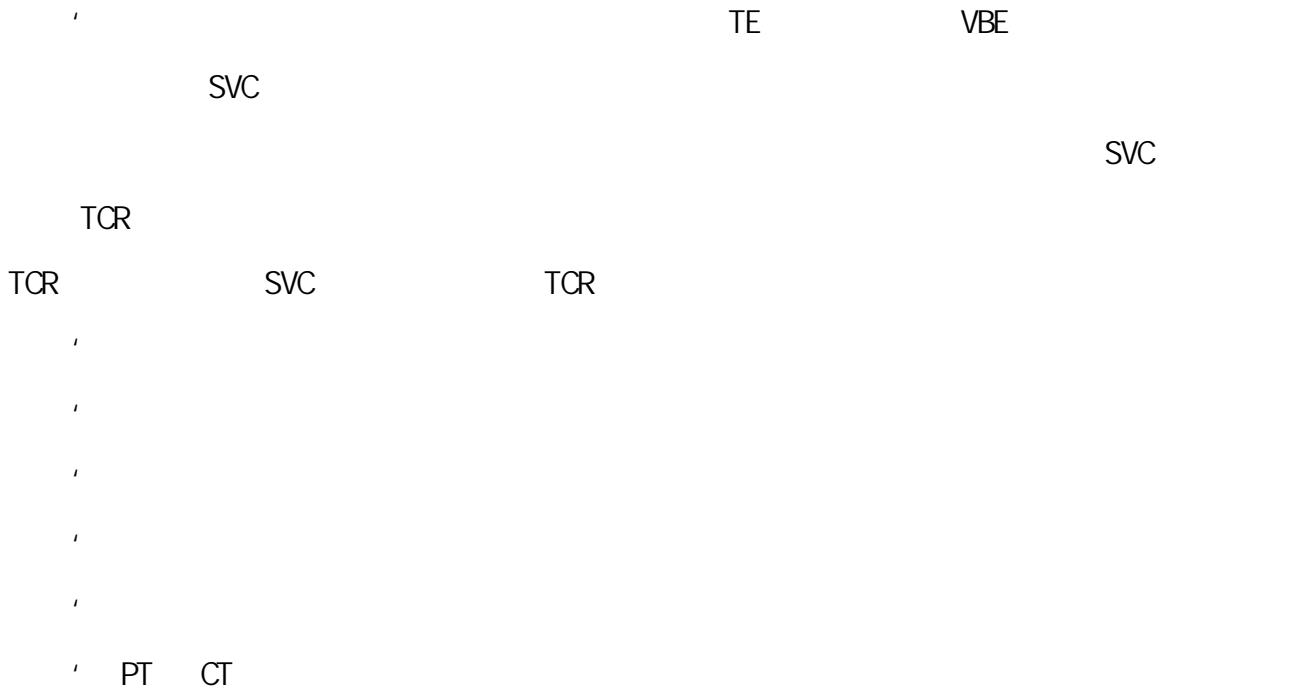 ' TE VBE
SVC
SVC
TCR
TCR SVC TCR
'
'
'
'
'
' PT CT